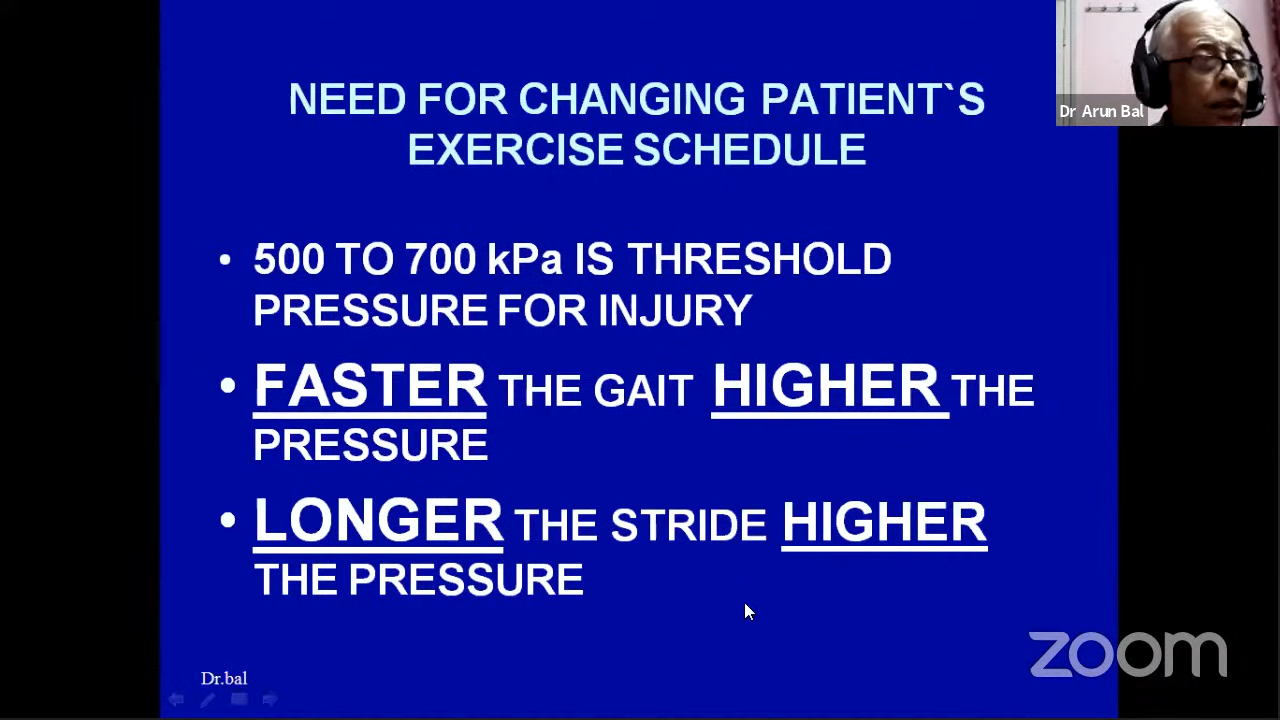 NEED FOR CHANGING PATIENT`S
EXERCISE SCHEDULE
Dr Arun Bal
• 500 TO 700 kPa IS THRESHOLD
PRESSURE FOR INJURY
• FASTER THE GAIT HIGHER THE
PRESSURE
• LONGER THE STRIDE HIGHER
THE PRESSURE
zoom
Dr.bal